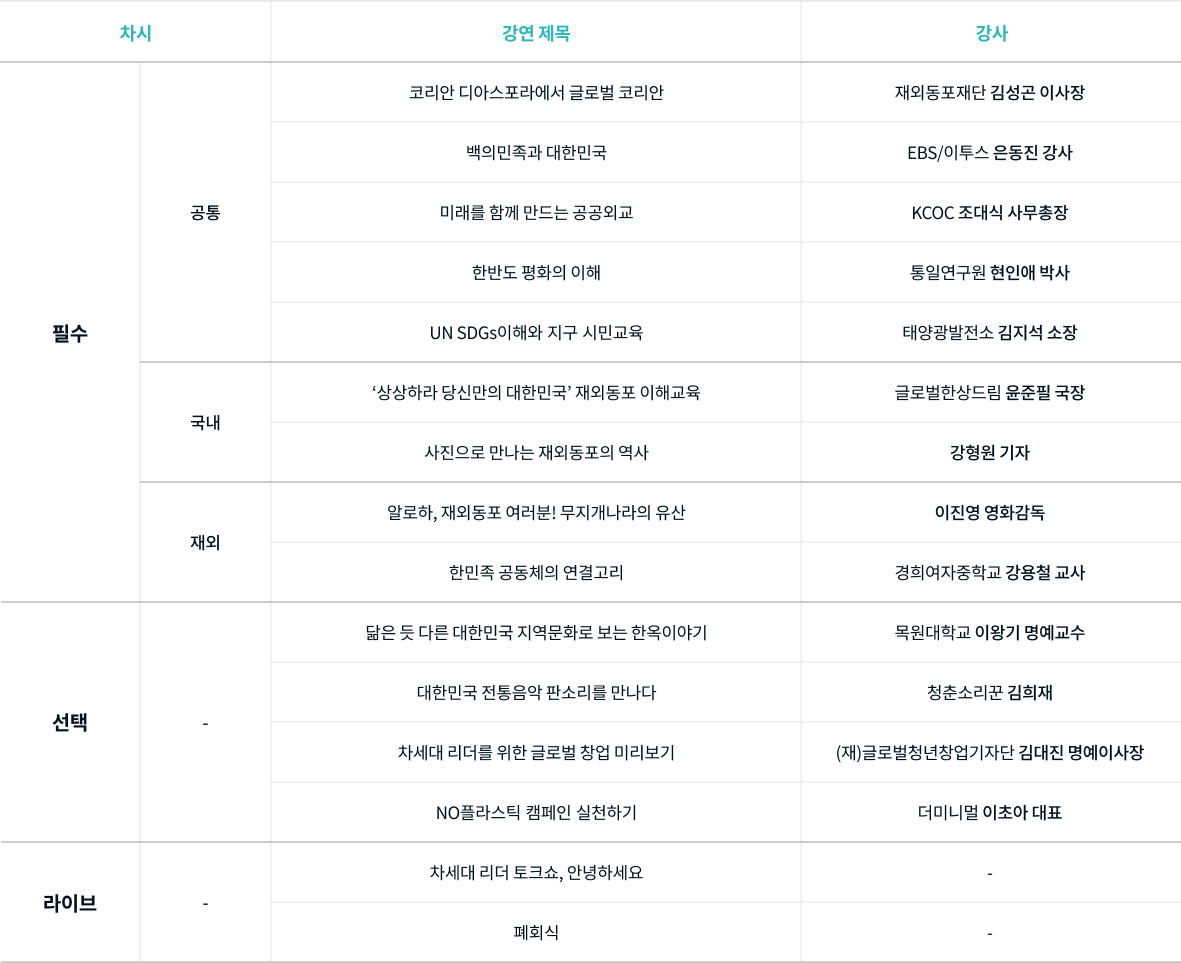 차시 강연 제목 강사
코리안 디아스포라에서 글로벌 코리안 재외동포재단 김성곤 이사장
백의민족과 대한민국 EBS/이투스 은동진 강사
공통 미래를 함께 만드는 공공외교 KCOC 조대식 사무총장
한반도 평화의 이해 통일연구원 현인애 박사
필수 UN SDGs이해와 지구 시민교육 태양광발전소 김지석 소장
‘상상하라 당신만의 대한민국’ 재외동포 이해교육 글로벌한상드림 윤준필 국장
국내
사진으로 만나는 재외동포의 역사 강형원 기자
알로하, 재외동포 여러분! 무지개나라의 유산 이진영 영화감독
재외
한민족 공동체의 연결고리 경희여자중학교 강용철 교사
닮은 듯 다른 대한민국 지역문화로 보는 한옥이야기 목원대학교 이왕기 명예교수
대한민국 전통음악 판소리를 만나다 청춘소리꾼 김희재
선택 -
차세대 리더를 위한 글로벌 창업 미리보기 (재)글로벌청년창업기자단 김대진 명예이사장
NO플라스틱 캠페인 실천하기 더미니멀 이초아 대표
차세대 리더 토크쇼, 안녕하세요 -
라이브 -
폐회식 -